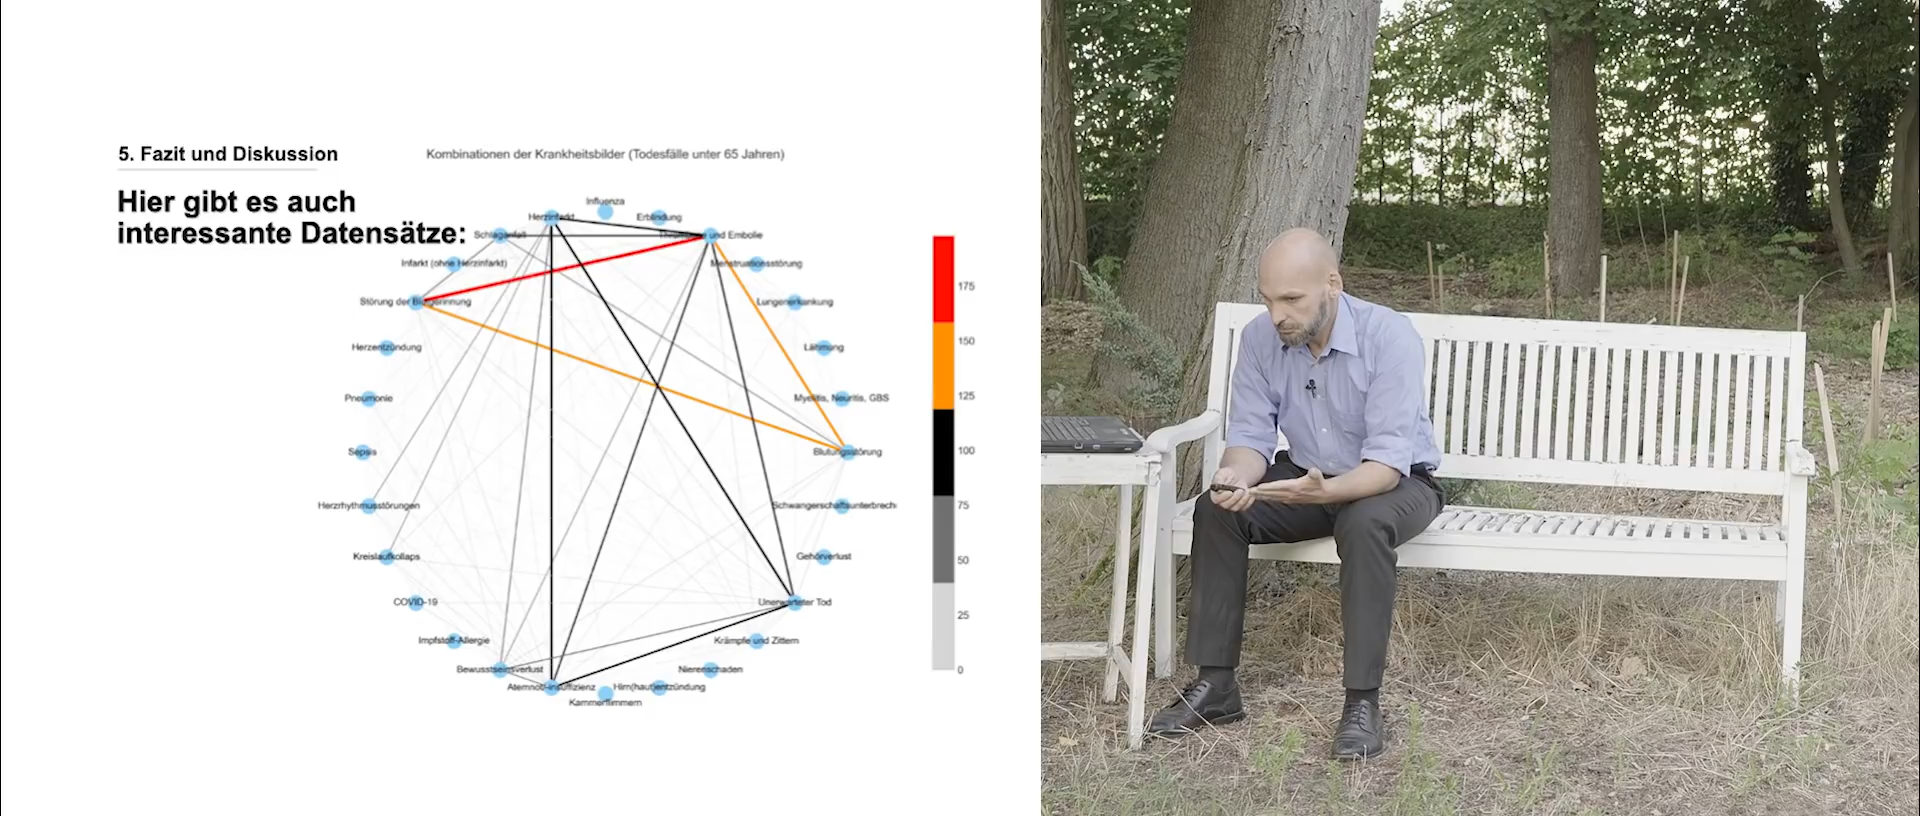 5. Fazit und Diskussion
Hier gibt es auch
interessante Datensätze:
Kombinationen der Krankheitsbilder (Todesfälle unter 65 Jahren)
Influenza
Herzinfarkt
Erblindung
Schlaganfall
und Embolie
Infarkt (ohne Herzinfarkt)
Menstruationsstörung
Störung der Blutgerinnung
Lungenerkankung
Herzentzündung
Lähmung
Pneumonie
Myelitis, Neuritis, GBS
Sepsis
Blutungsstörung
Herzrhythmusstörungen
Schwangerschaftsunterbrech
Kreislaufkollaps
Gehörverlust
COVID-19
Unerwarteter Tod
Impfstoff-Allergie
Krämpfe und Zittern
Bewusstseinsverlust
Nierenschaden
Atemnot-insuffizienz
Hirn(haut)entzündung
Kammerflimmern
175
150
125
100
75
50
25
0